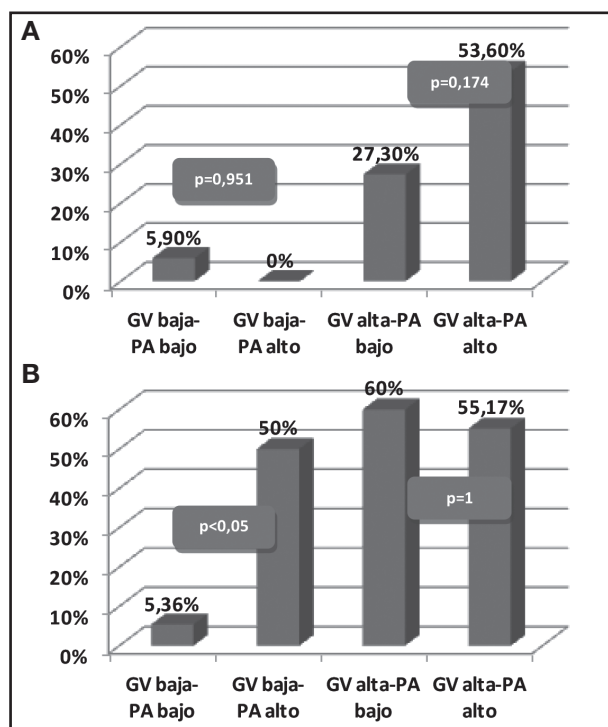 A
60%
50%
40%
30%
20%
10%
0%
5,90%
0%
27,30%
53,60%
p=0,951
p=0,174
GV baja-
PA bajo
GV baja-
PA alto
GV alta-PA
bajo
GV alta-PA
alto
B
60%
50%
40%
30%
20%
10%
0%
5,36%
50%
60%
55,17%
p<0,05
p=1
GV baja-
PA bajo
GV baja-
PA alto
GV alta-PA
bajo
GV alta-PA
alto